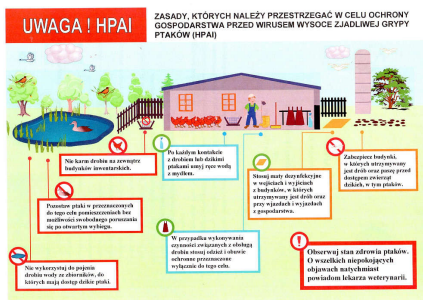 UWAGA ! HPAI
ZASADY, KTÓRYCH NALEŻY PRZESTRZEGAĆ W CELU OCHRONY
GOSPODARSTWA PRZED WIRUSEM WYSOCE ZJADLIWEJ GRYPY
PTAKÓW (HPAI)
Nie karm drobiu na zewnątrz
budynków inwentarskich.
Po każdym kontakcie
z drobiem lub dzikimi
ptakami umyj ręce wodą
z mydłem.
Zabezpiecz budynki,
w których utrzymywany
jest drób oraz paszę przed
dostępem zwierząt
dzikich, w tym ptaków.
Stosuj maty dezynfekcyjne
w wejściach i wyjściach
z budynków, w których
utrzymywany jest drób oraz
przy wjazdach i wyjazdach
z gospodarstwa.
Pozostaw ptaki w przeznaczonych
do tego celu pomieszczeniach bez
możliwości swobodnego poruszania
się po otwartym wybiegu.
W przypadku wykonywania
czynności związanych z obsługą
drobiu stosuj odzież i obuwie
ochronne przeznaczone
wyłącznie do tego celu.
Nie wykorzystuj do pojenia
drobiu wody ze zbiorników, do
których mają dostęp dzikie ptaki.
Obserwuj stan zdrowia ptaków.
O wszelkich niepokojących
objawach natychmiast
powiadom lekarza weterynarii.